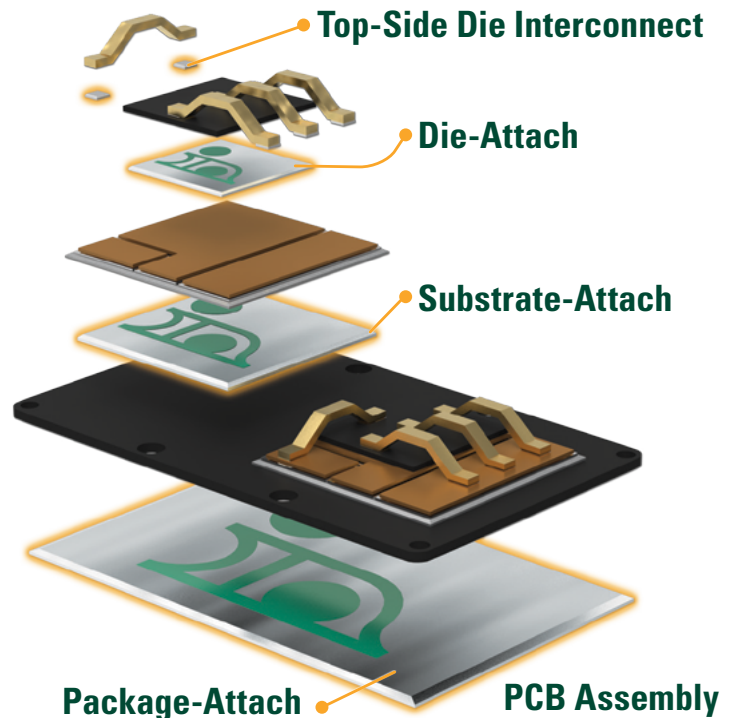 Top-Side Die Interconnect
Die-Attach
Substrate-Attach
Package-Attach
PCB Assembly